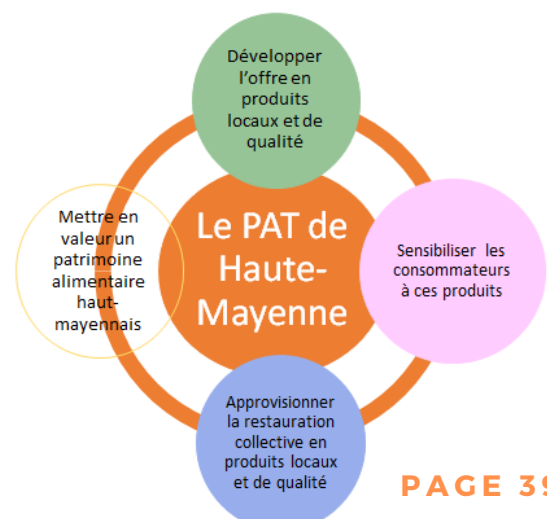 Développer
l'offre en
produits
locaux et de
qualité
Mettre en
valeur un
patrimoine
alimentaire
haut-
mayennais
Le PAT de
Haute-
Mayenne
Sensibiliser les
consommateurs
à ces produits
Approvisionner
la restauration
collective en
produits locaux
et de qualité
PAGE 39